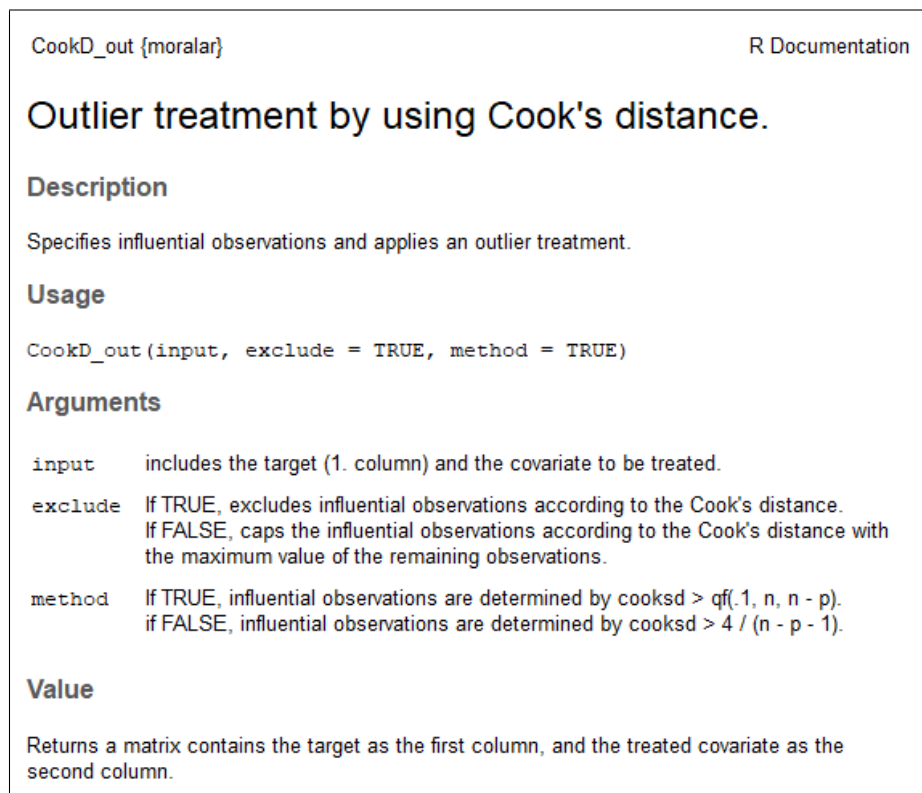 CookD_out {moralar} R Documentation
Outlier treatment by using Cook's distance.
Description
Specifies influential observations and applies an outlier treatment.
Usage
CookD_out(input, exclude = TRUE, method = TRUE)
Arguments
input includes the target (1. column) and the covariate to be treated.
exclude If TRUE, excludes influential observations according to the Cook's distance.
If FALSE, caps the influential observations according to the Cook's distance with
the maximum value of the remaining observations.
method If TRUE, influential observations are determined by cooksd > qf(.1, n, n - p).
if FALSE, influential observations are determined by cooksd > 4 / (n - p - 1).
Value
Returns a matrix contains the target as the first column, and the treated covariate as the
second column.